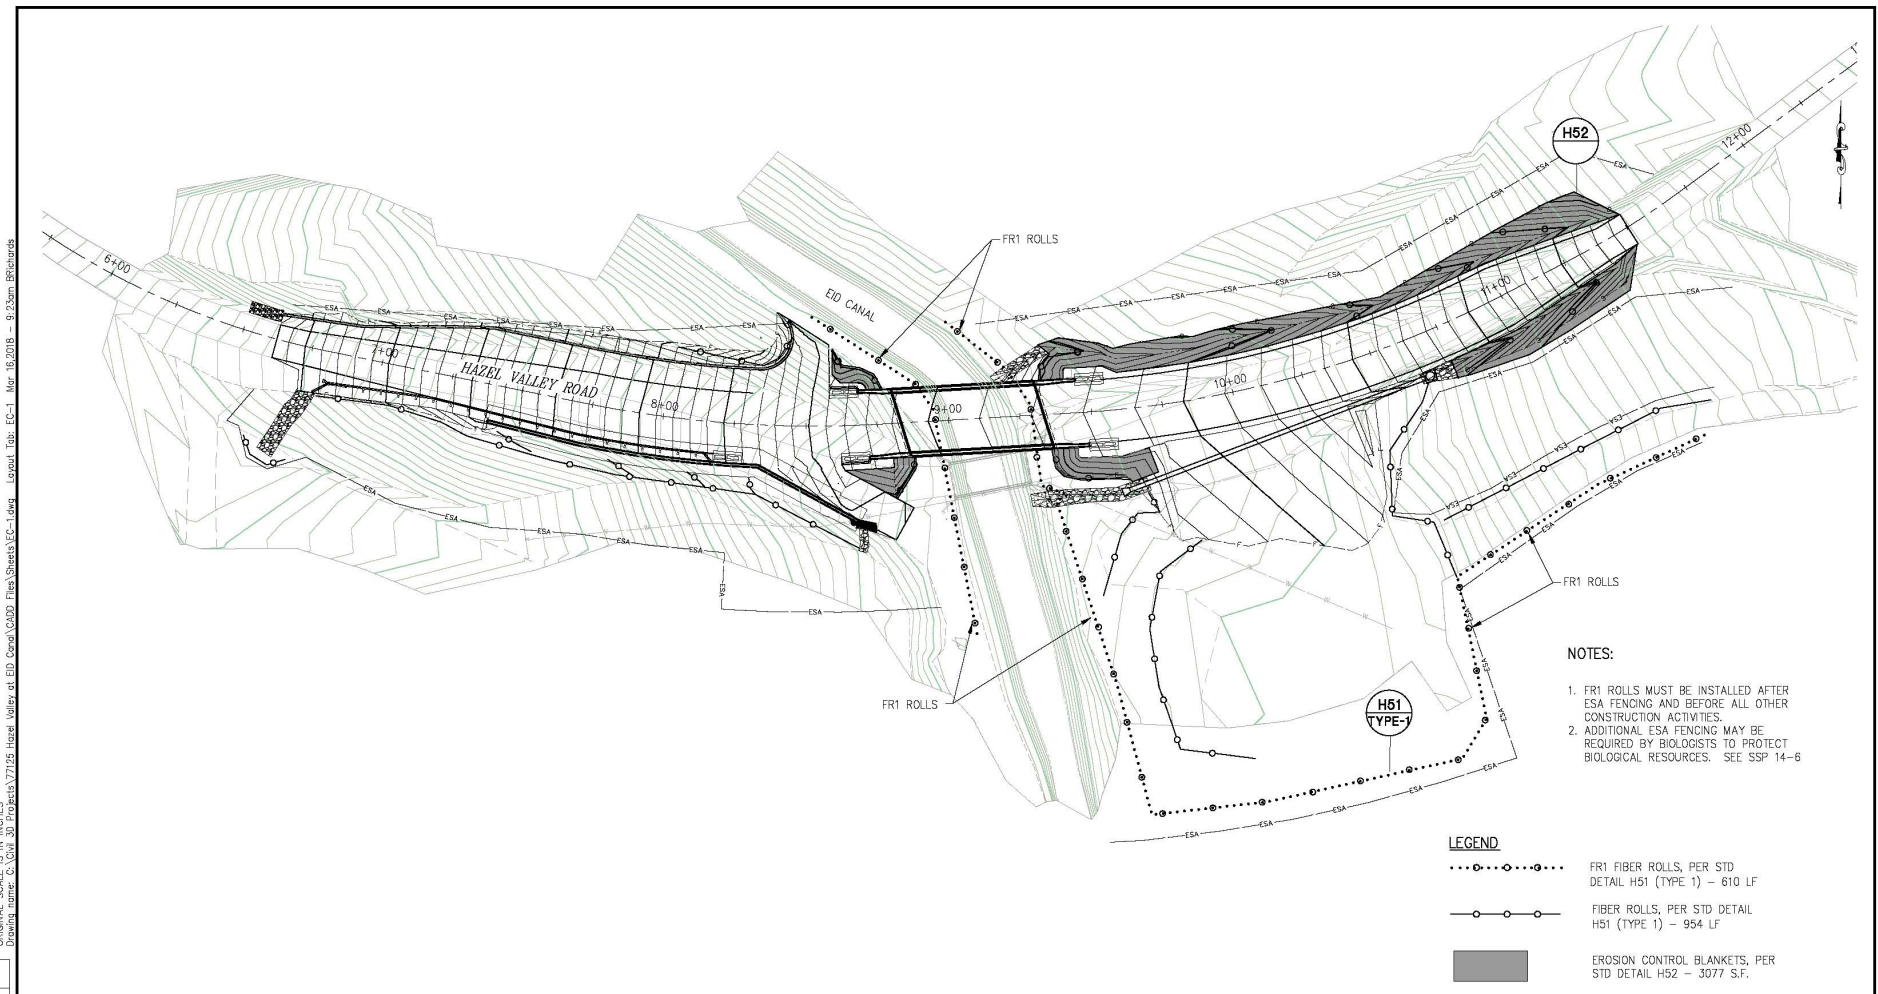 H52
12+00
ESA
FR1 ROLLS
6+00
EID CANAL
11+00
7+00
HAZEL VALLEY ROAD
8+00
9+00
10+00
FR1 ROLLS
FR1 ROLLS
H51
TYPE-1
NOTES:
1. FR1 ROLLS MUST BE INSTALLED AFTER
ESA FENCING AND BEFORE ALL OTHER
CONSTRUCTION ACTIVITIES.
2. ADDITIONAL ESA FENCING MAY BE
REQUIRED BY BIOLOGISTS TO PROTECT
BIOLOGICAL RESOURCES. SEE SSP 14-6
LEGEND
FR1 FIBER ROLLS, PER STD
DETAIL H51 (TYPE 1) - 610 LF
FIBER ROLLS, PER STD DETAIL
H51 (TYPE 1) - 954 LF
EROSION CONTROL BLANKETS, PER
STD DETAIL H52 - 3077 S.F.
ORIGINAL SCALE IS IN INCHES
Drawing name: C:\Civil 3D Projects\77125 Hazel Valley at EID Canal\CADD Files\Sheets\EC-1.dwg Layout Tab: EC-1 Mar 16,2018 - 9:23am BRichards